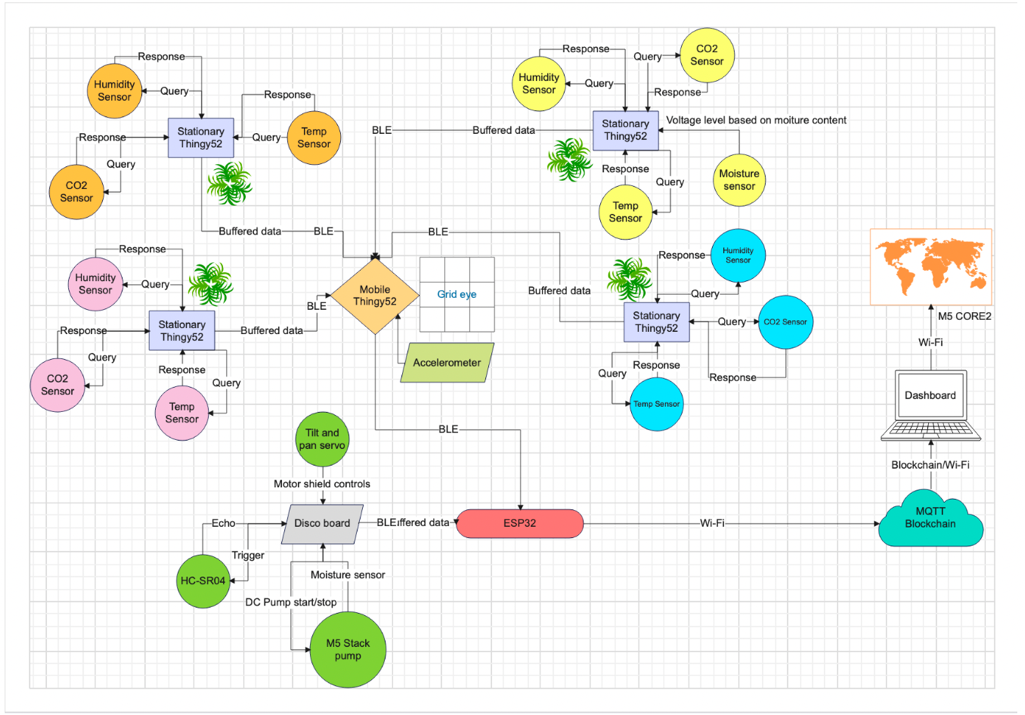 Response
Humidity
Sensor
Query
Response
Stationary
Thingy52
Query
Temp
Sensor
Response
Query
CO2
Sensor
Buffered data
BLE
Response
Humidity
Sensor
Query
CO2
Sensor
Query
Response
Stationary
Thingy52
Voltage level based on moiture content
BLE
Buffered data
Response
Query
Moisture
sensor
Temp
Sensor
BLE
Response
Humidity
Sensor
Query
Stationary
Thingy52
Response
Query
CO2
Sensor
Response
Query
Temp
Sensor
Buffered data
BLE
Mobile
Thingy52
Grid eye
Accelerometer
Buffered data
Response
Humidity
Sensor
Query
Stationary
Thingy52
Query
CO2 Sensor
Response
Response
Query
Temp Sensor
M5 CORE2
Wi-Fi
Dashboard
Blockchain/Wi-Fi
MQTT
Blockchain
BLE
Tilt and
pan servo
Motor shield controls
Echo
Disco board
Trigger
HC-SR04
Moisture sensor
DC Pump start/stop
M5 Stack
pump
BLE
ffered data
ESP32
Wi-Fi